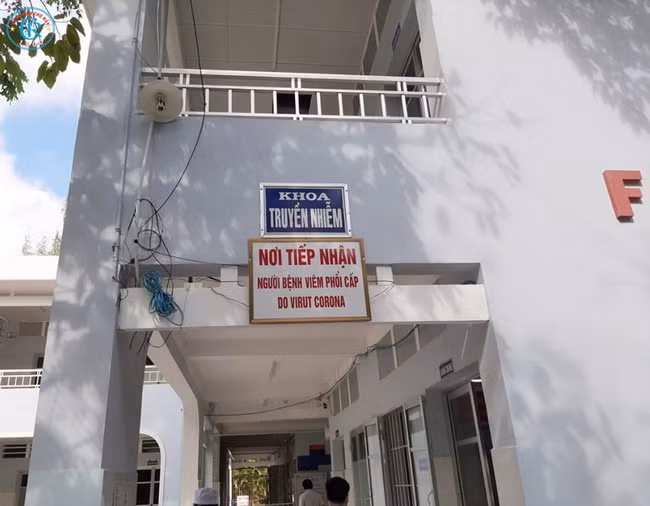 KHOA
TRUYỀN NHIỄM
NƠI TIẾP NHẬN
NGƯỜI BỆNH VIÊM PHỔI CẤP
DO VIRUT CORONA
F